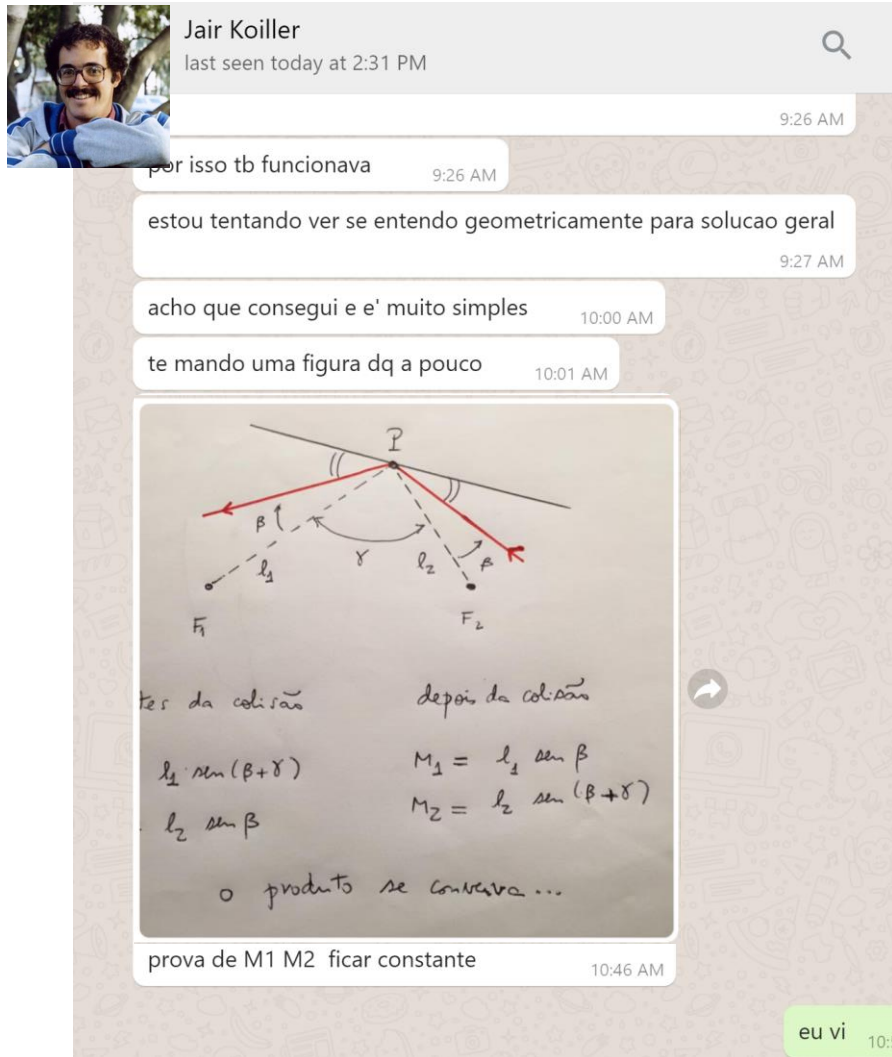 Jair Koiller
last seen today at 2:31 PM
9:26 AM
por isso tb funcionava 9:26 AM
estou tentando ver se entendo geometricamente para solucao geral
9:27 AM
acho que consegui e e' muito simples 10:00 AM
te mando uma figura dq a pouco 10:01 AM
P
β γ β
l₁ l₂
F₁ F₂
tes da colisão depois da colisão
l₁ sen(β+γ) M₁ = l₁ sen β
l₂ sen β M₂ = l₂ sen (β+γ)
o produto se conserva...
prova de M1 M2 ficar constante 10:46 AM
eu vi 10: